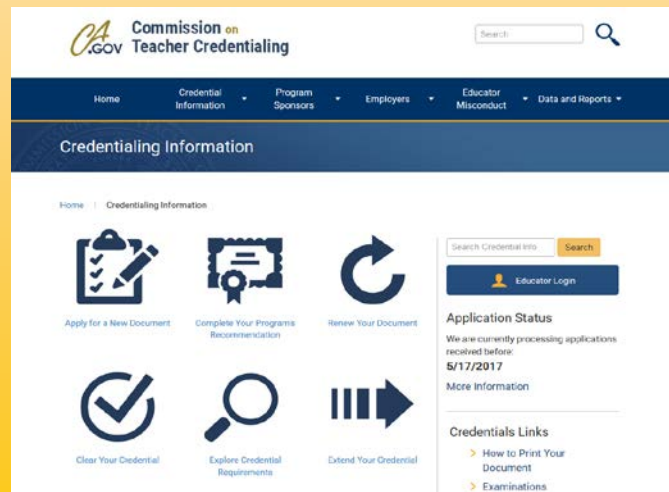 CA
.GOV
Commission on
Teacher Credentialing
Search
Home
Credential
Information
Program
Sponsors
Employers
Educator
Misconduct
Data and Reports
Credentialing Information
Home
Credentialing Information
Apply for a New Document
Complete Your Programs
Recommendation
Renew Your Document
Clear Your Credential
Explore Credential
Requirements
Extend Your Credential
Search Credential Info
Search
Educator Login
Application Status
We are currently processing applications
received before:
5/17/2017
More Information
Credentials Links
> How to Print Your
Document
> Examinations